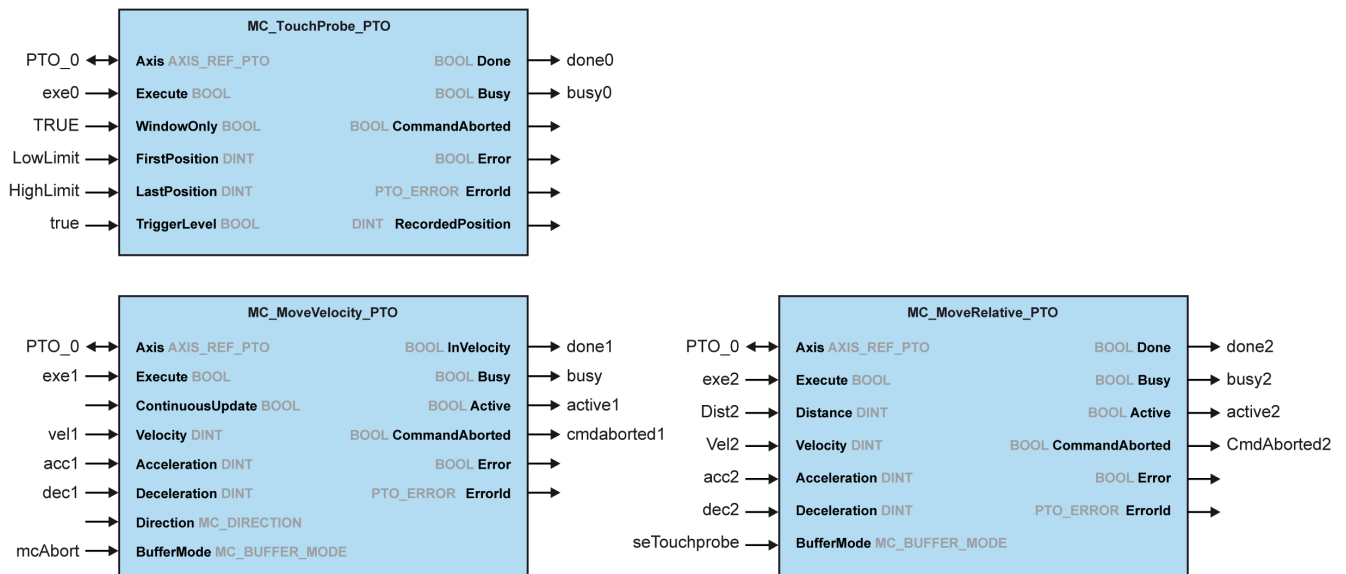 MC_TouchProbe_PTO
PTO_0 Axis AXIS_REF_PTO BOOL Done done0
exe0 Execute BOOL BOOL Busy busy0
TRUE WindowOnly BOOL BOOL CommandAborted
LowLimit FirstPosition DINT BOOL Error
HighLimit LastPosition DINT PTO_ERROR ErrorId
true TriggerLevel BOOL DINT RecordedPosition
MC_MoveVelocity_PTO
PTO_0 Axis AXIS_REF_PTO BOOL InVelocity done1
exe1 Execute BOOL BOOL Busy busy
ContinuousUpdate BOOL BOOL Active active1
vel1 Velocity DINT BOOL CommandAborted cmdaborted1
acc1 Acceleration DINT BOOL Error
dec1 Deceleration DINT PTO_ERROR ErrorId
Direction MC_DIRECTION
mcAbort BufferMode MC_BUFFER_MODE
MC_MoveRelative_PTO
PTO_0 Axis AXIS_REF_PTO BOOL Done done2
exe2 Execute BOOL BOOL Busy busy2
Dist2 Distance DINT BOOL Active active2
Vel2 Velocity DINT BOOL CommandAborted CmdAborted2
acc2 Acceleration DINT BOOL Error
dec2 Deceleration DINT PTO_ERROR ErrorId
seTouchprobe BufferMode MC_BUFFER_MODE